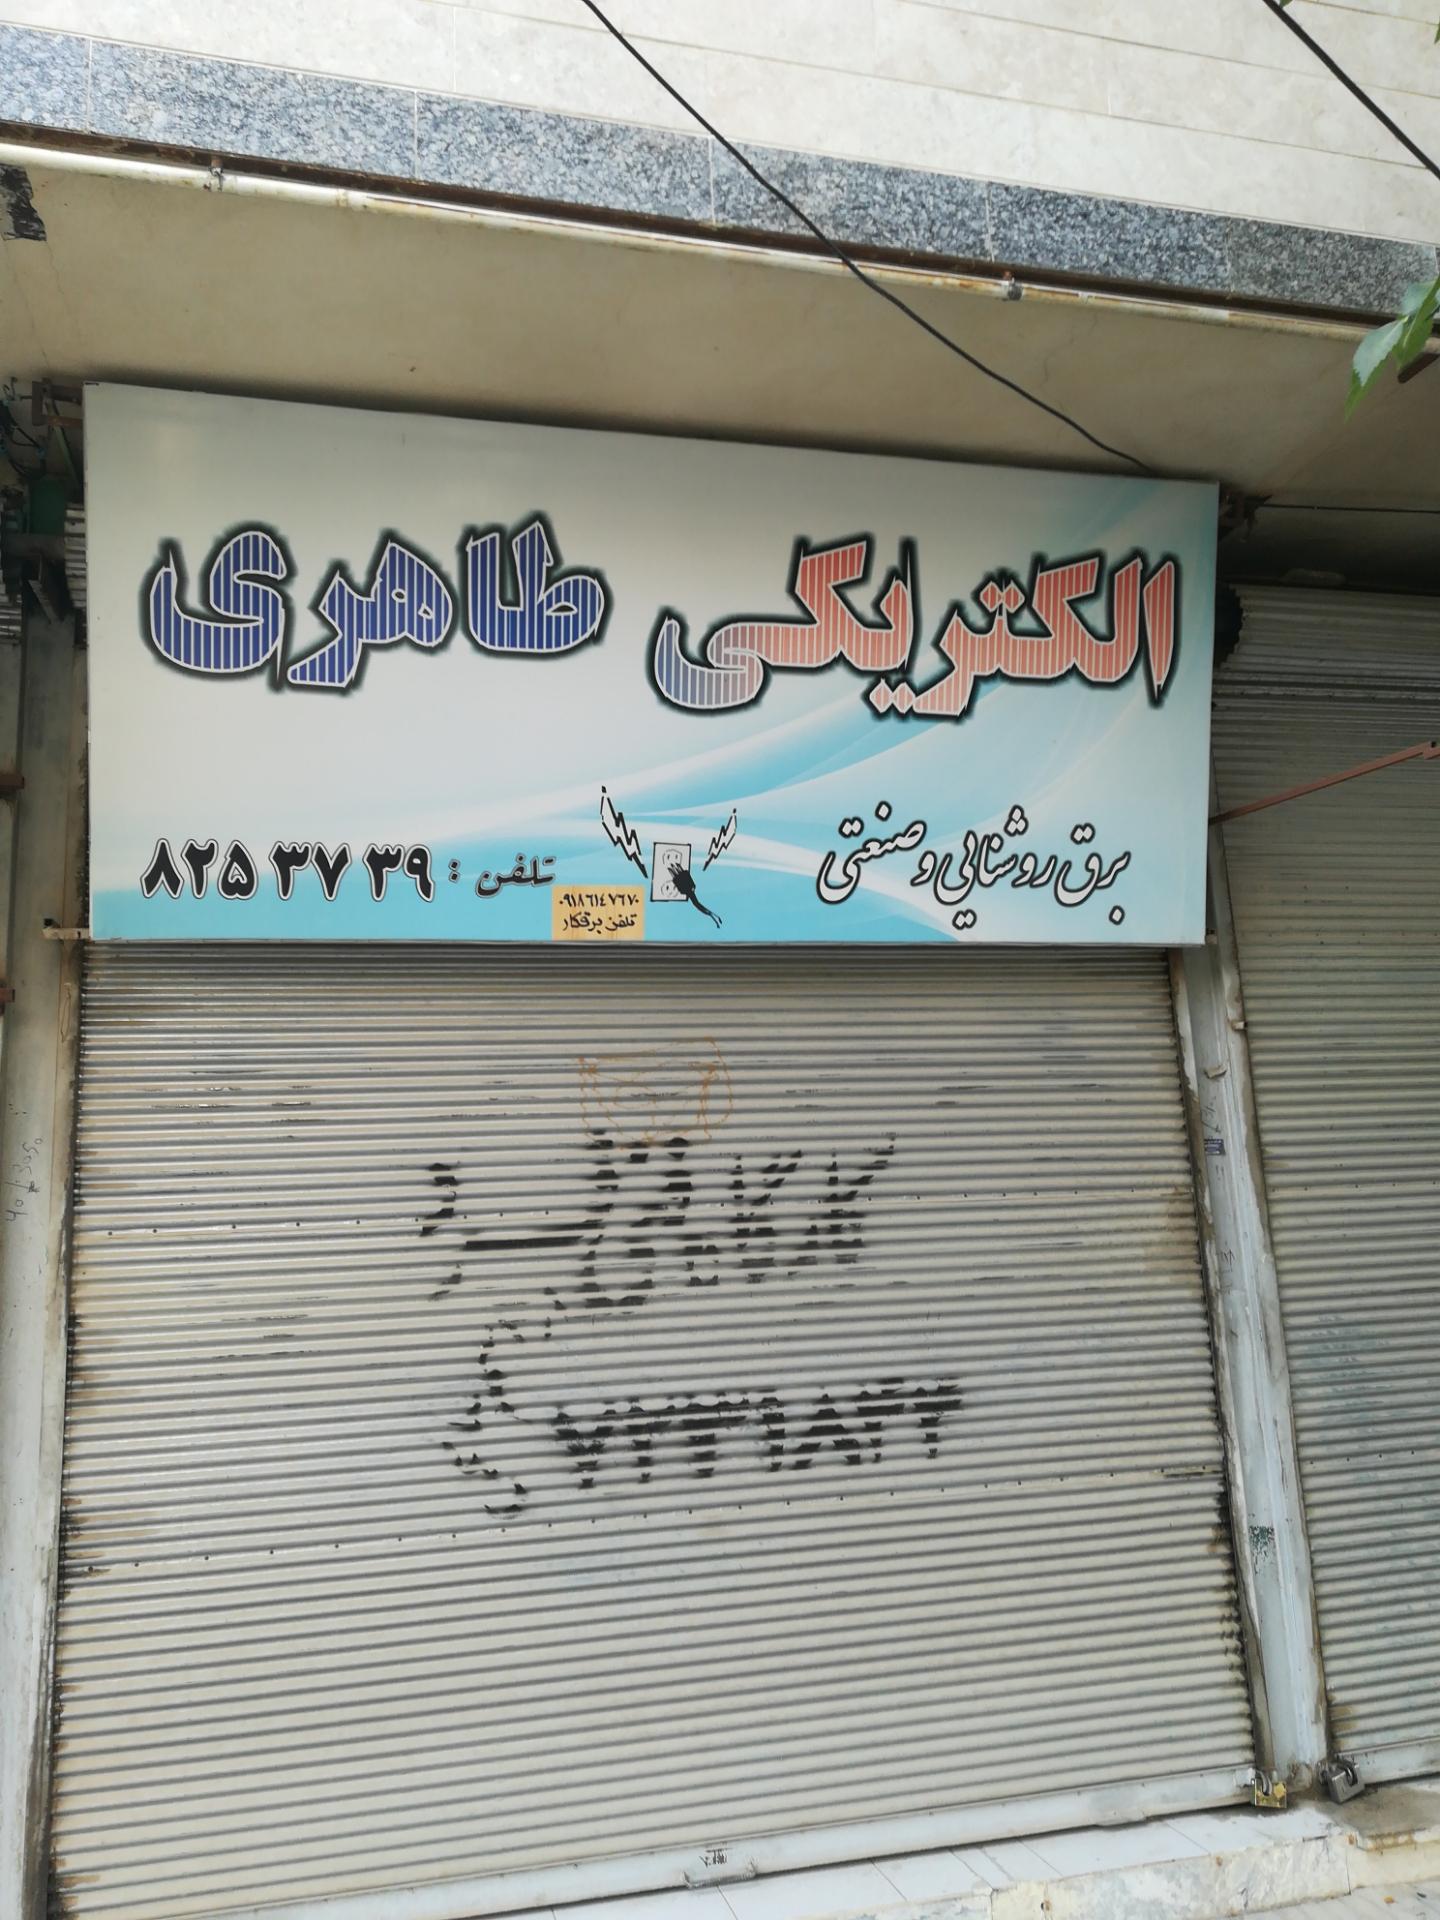 الکتریکی طاهری
برق روشنایی و صنعتی
تلفن : ۸۲۵ ۳۷ ۳۹
۰۹۱۸۶۱۴۷۶۷۰
تلفن برقکار